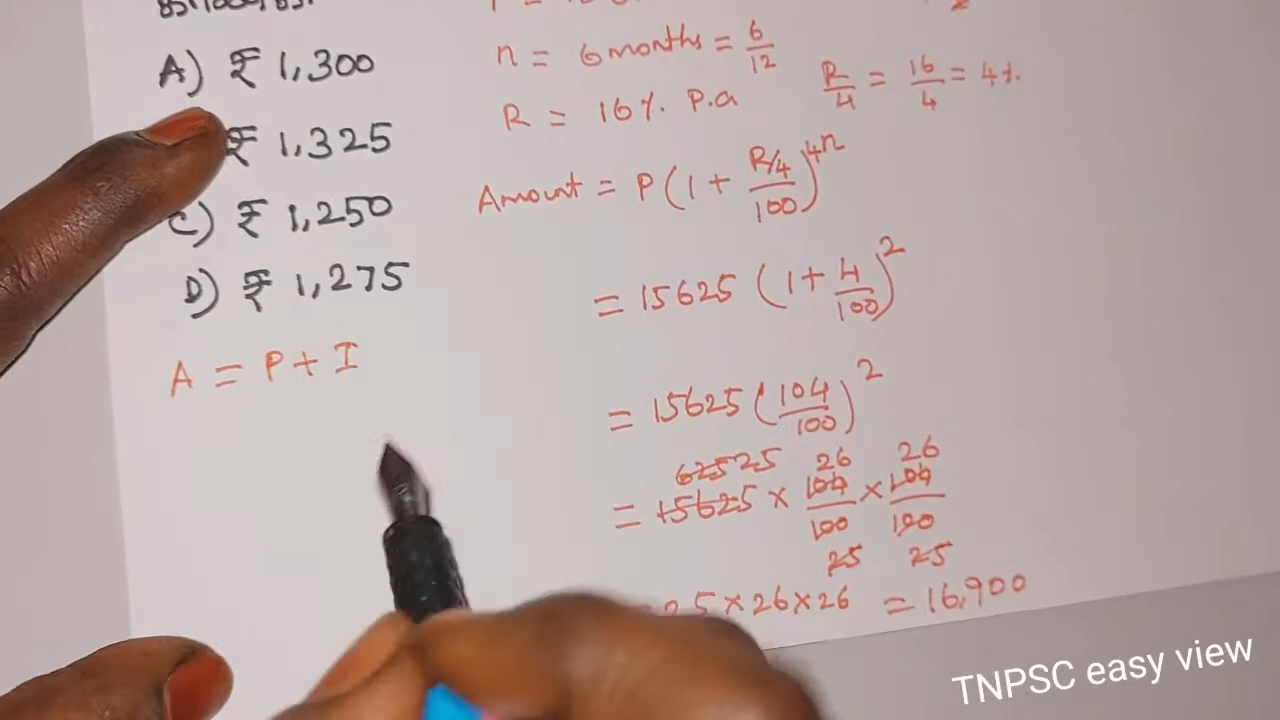 A) ₹ 1,300
₹ 1,325
C) ₹ 1,250
D) ₹ 1,275
A = P + I
n = 6 months = 6/12
R = 16%. P.a
R/4 = 16/4 = 4%.
Amount = P(1 + R/4/100)^4n
= 15625 (1 + 4/100)^2
= 15625 (104/100)^2
625 25 26 26
= 15625 × 104/100 × 104/100
25 25
25×26×26 = 16,900
TNPSC easy view